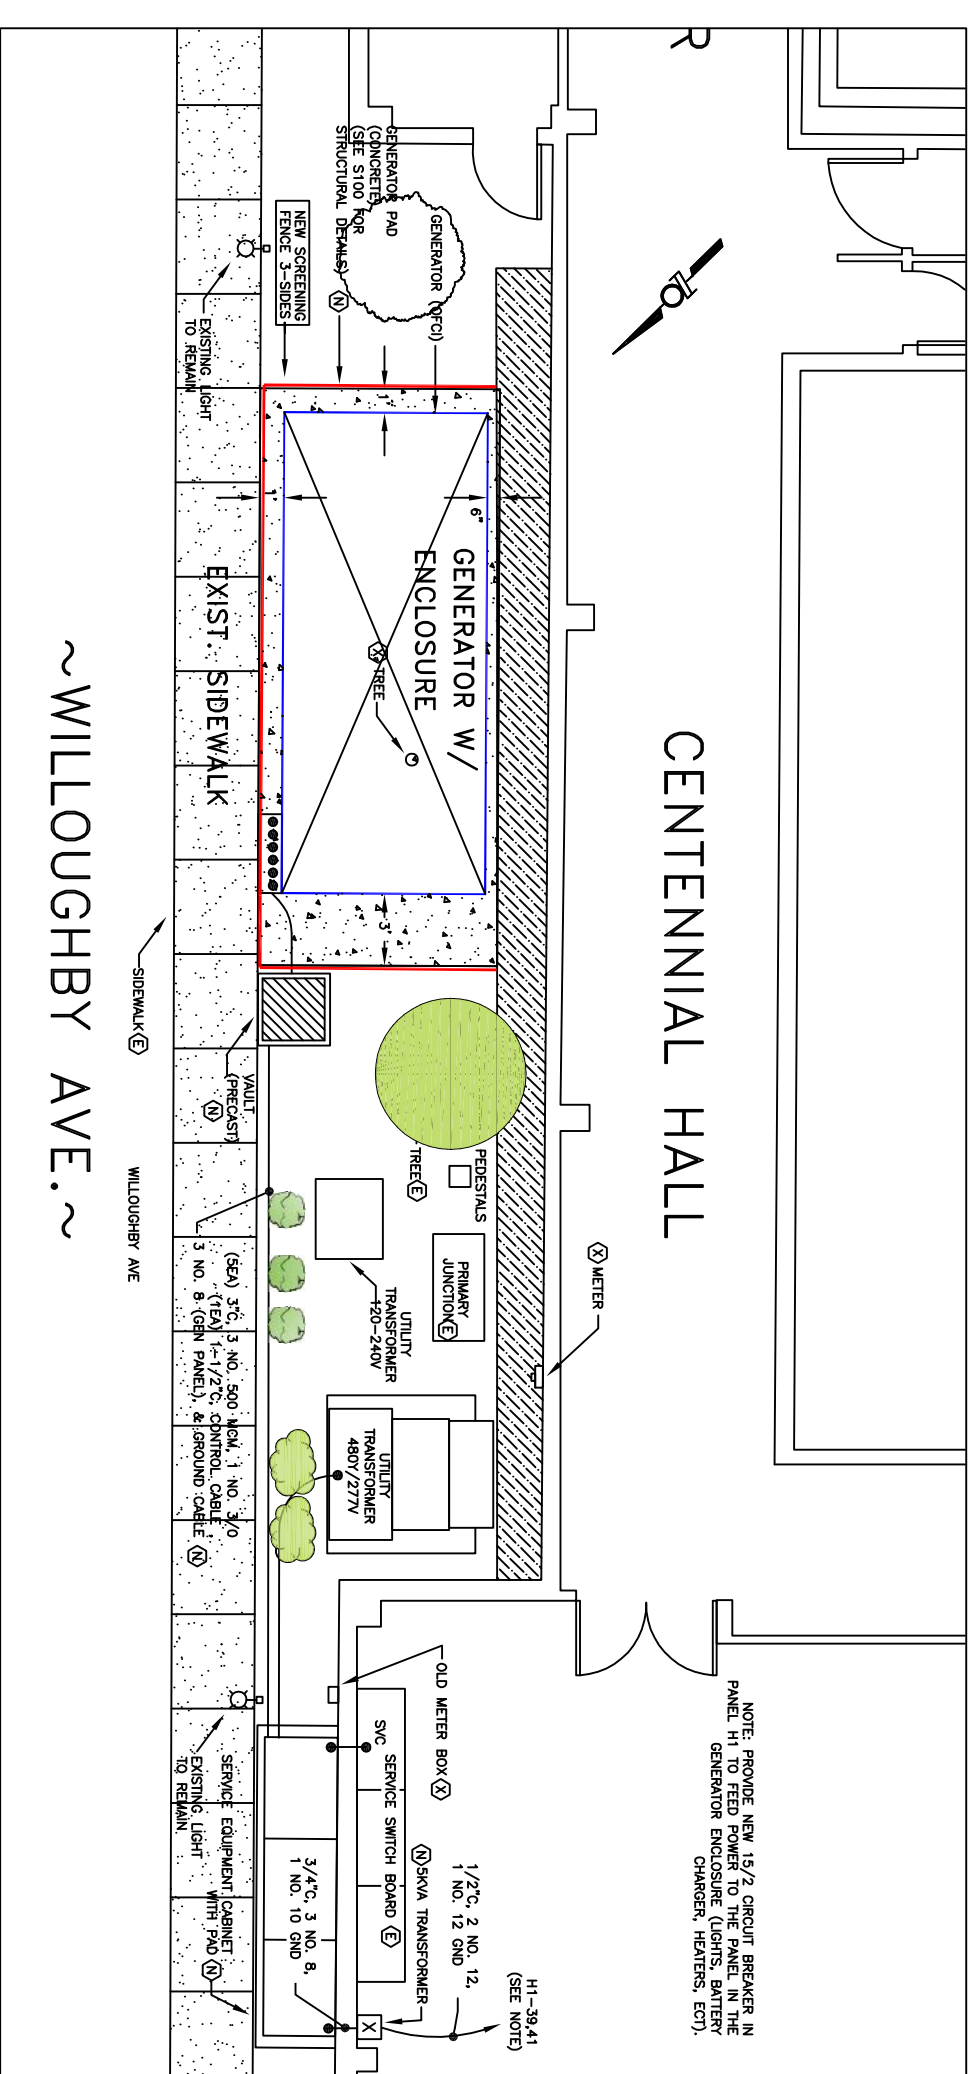 R
CENTENNIAL HALL
NOTE: PROVIDE NEW 15/2 CIRCUIT BREAKER IN
PANEL H1 TO FEED POWER TO THE PANEL IN THE
GENERATOR ENCLOSURE (LIGHTS, BATTERY
CHARGER, HEATERS, ECT).
GENERATOR PAD
(CONCRETE)
(SEE S100 FOR
STRUCTURAL DETAILS) N
GENERATOR (OFCI)
NEW SCREENING
FENCE 3-SIDES
EXISTING LIGHT
TO REMAIN
1'
1'
6"
3'
GENERATOR W/
ENCLOSURE
X TREE
EXIST. SIDEWALK
SIDEWALK E
VAULT
(PRECAST)
N
TREE E
PEDESTALS
PRIMARY
JUNCTION E
UTILITY
TRANSFORMER
120-240V
X METER
UTILITY
TRANSFORMER
480Y/277V
(5EA) 3"C, 3 NO. 500 MCM, 1 NO. 3/0
(1EA) 1-1/2"C, CONTROL CABLE,
3 NO. 8 (GEN PANEL), & GROUND CABLE N
OLD METER BOX X
SVC
SERVICE SWITCH BOARD E
N 5KVA TRANSFORMER
1/2"C, 2 NO. 12,
1 NO. 12 GND
H1-39,41
(SEE NOTE)
X
3/4"C, 3 NO. 8,
1 NO. 10 GND
EXISTING LIGHT
TO REMAIN
SERVICE EQUIPMENT CABINET
WITH PAD N
WILLOUGHBY AVE
~WILLOUGHBY AVE.~